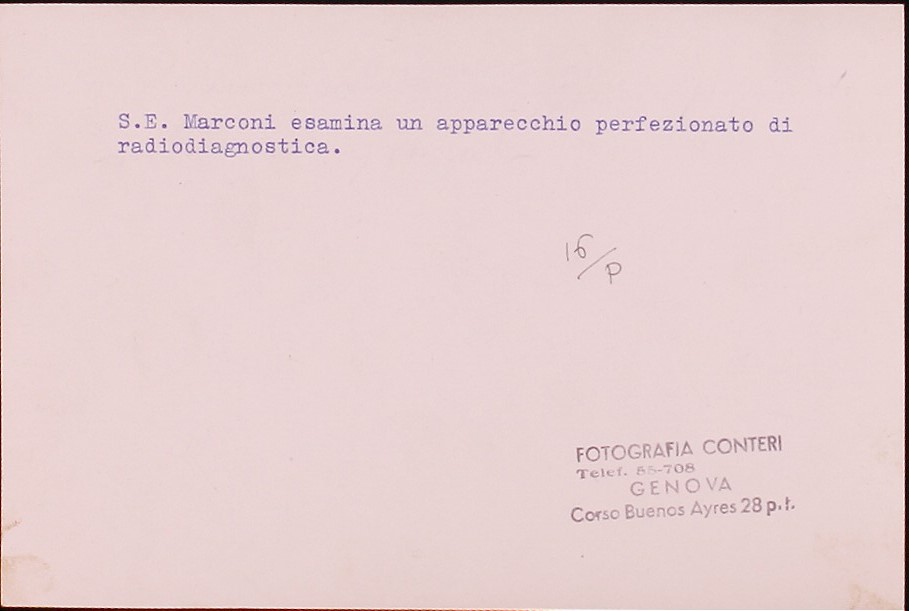 S.E. Marconi esamina un apparecchio perfezionato di
radiodiagnostica.
16/P
FOTOGRAFIA CONTERI
Telef. 55-708
GENOVA
Corso Buenos Ayres 28 p.t.